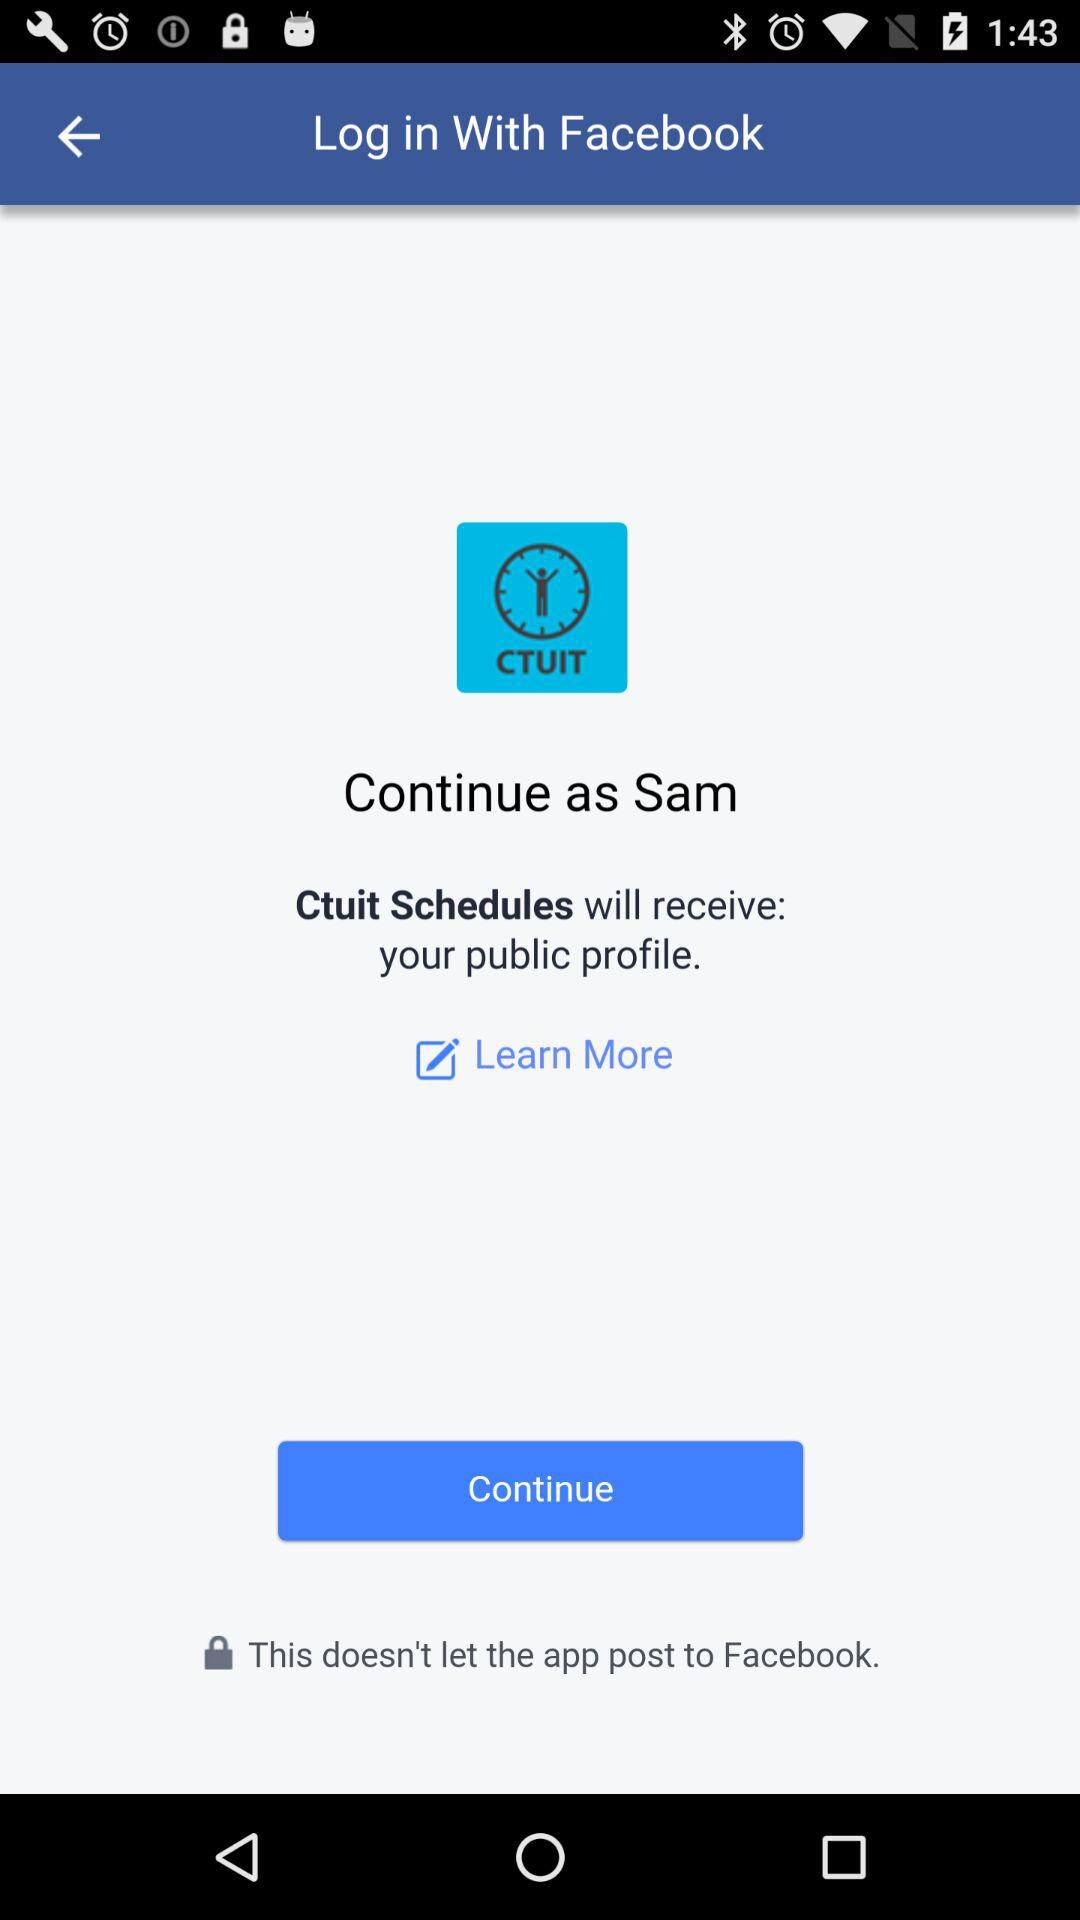 1:43
Log in With Facebook
CTUIT
Continue as Sam
Ctuit Schedules will receive:
your public profile.
Learn More
Continue
This doesn't let the app post to Facebook.